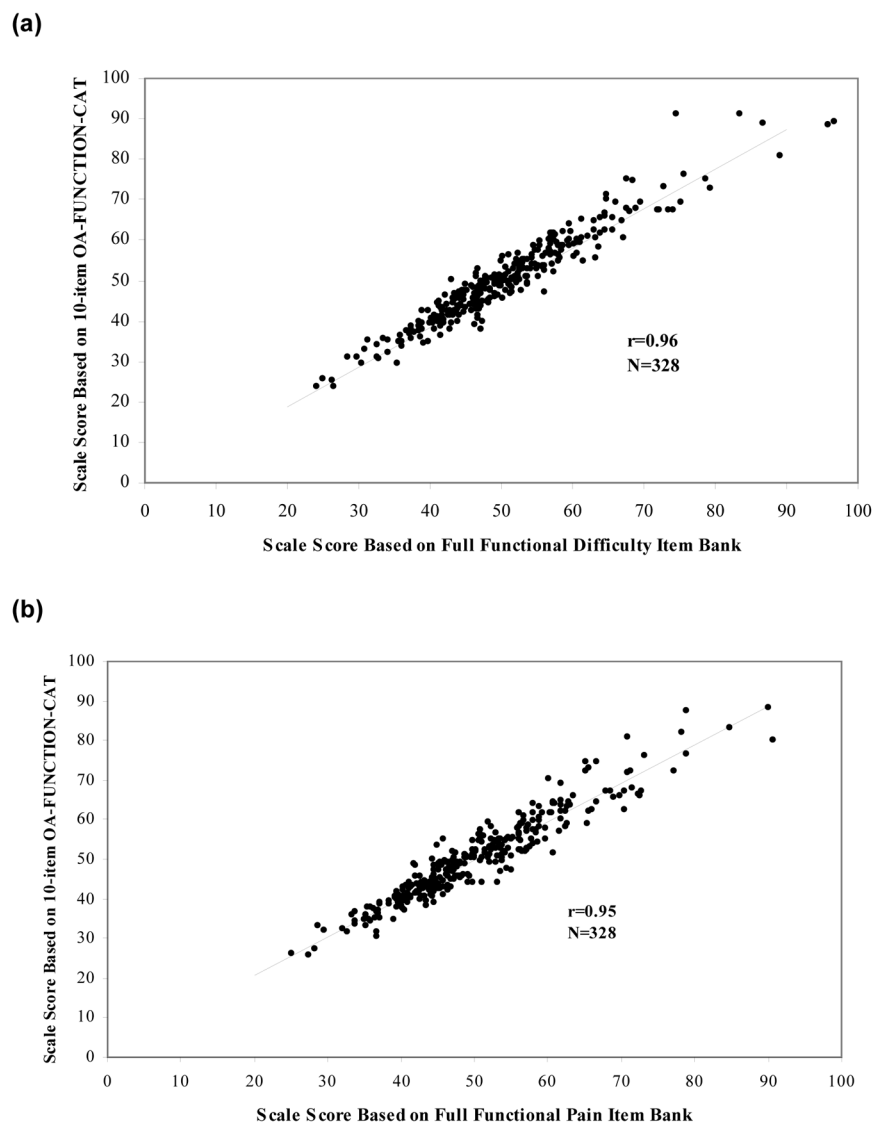 (a)
Scale Score Based on 10-item OA-FUNCTION-CAT
100
90
80
70
60
50
40
30
20
10
0
r=0.96
N=328
0 10 20 30 40 50 60 70 80 90 100
Scale Score Based on Full Functional Difficulty Item Bank
(b)
Scale Score Based on 10-item OA-FUNCTION-CAT
100
90
80
70
60
50
40
30
20
10
0
r=0.95
N=328
0 10 20 30 40 50 60 70 80 90 100
Scale Score Based on Full Functional Pain Item Bank